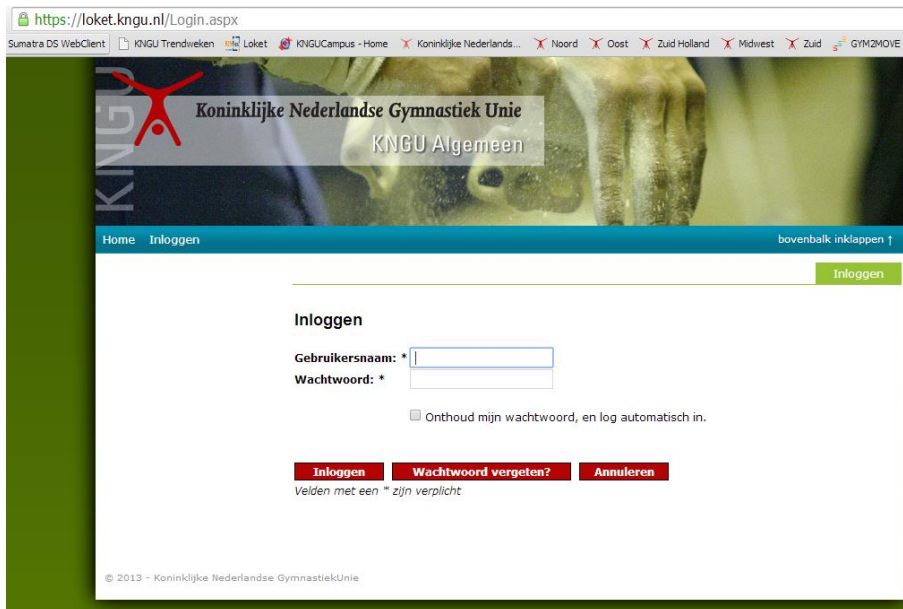 https://loket.kngu.nl/Login.aspx
Sumatra DS WebClient KNGU Trendweken Loket KNGUCampus - Home Koninklijke Nederlands... Noord Oost Zuid Holland Midwest Zuid GYM2MOVE
KNGU
Koninklijke Nederlandse Gymnastiek Unie
KNGU Algemeen
Home Inloggen bovenbalk inklappen ↑
Inloggen
Inloggen
Gebruikersnaam: *
Wachtwoord: *
Onthoud mijn wachtwoord, en log automatisch in.
Inloggen Wachtwoord vergeten? Annuleren
Velden met een * zijn verplicht
© 2013 - Koninklijke Nederlandse GymnastiekUnie